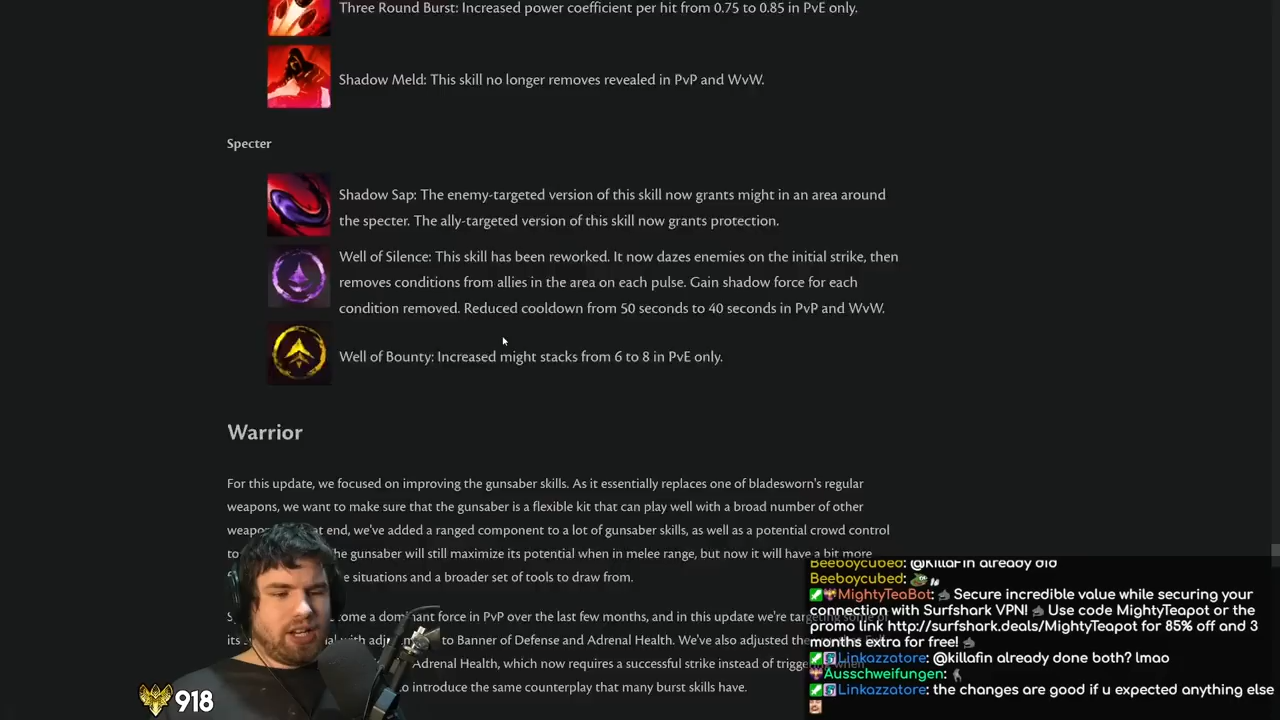 Three Round Burst: Increased power coefficient per hit from 0.75 to 0.85 in PvE only.
Shadow Meld: This skill no longer removes revealed in PvP and WvW.
Specter
Shadow Sap: The enemy-targeted version of this skill now grants might in an area around
the specter. The ally-targeted version of this skill now grants protection.
Well of Silence: This skill has been reworked. It now dazes enemies on the initial strike, then
removes conditions from allies in the area on each pulse. Gain shadow force for each
condition removed. Reduced cooldown from 50 seconds to 40 seconds in PvP and WvW.
Well of Bounty: Increased might stacks from 6 to 8 in PvE only.
Warrior
For this update, we focused on improving the gunsaber skills. As it essentially replaces one of bladesworn's regular
weapons, we want to make sure that the gunsaber is a flexible kit that can play well with a broad number of other
end, we've added a ranged component to a lot of gunsaber skills, as well as a potential crowd control
he gunsaber will still maximize its potential when in melee range, but now it will have a bit more
e situations and a broader set of tools to draw from.
ome a dominant force in PvP over the last few months, and in this update we're targeting some of
its with to Banner of Defense and Adrenal Health. We've also adjusted the
Adrenal Health, which now requires a successful strike instead of
o introduce the same counterplay that many burst skills have.
Beeboycubed: @KillaFin already did
Beeboycubed:
MightyTeaBot: Secure incredible value while securing your
connection with Surfshark VPN! Use code MightyTeapot or the
promo link http://surfshark.deals/MightyTeapot for 85% off and 3
months extra for free!
Linkazzatore: @killafin already done both? lmao
Ausschweifungen:
Linkazzatore: the changes are good if u expected anything else
918